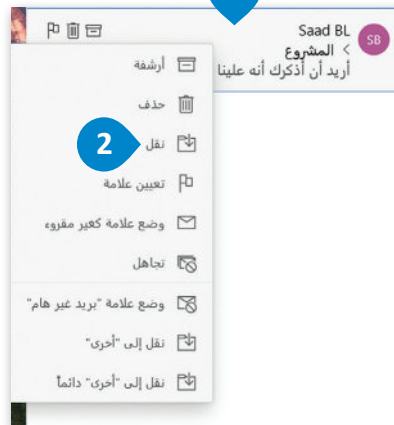 Saad BL
SB
> المشروع
أريد أن أذكرك أنه علينا
أرشفة
حذف
2
نقل
تعيين علامة
وضع علامة كغير مقروء
تجاهل
وضع علامة "بريد غير هام"
نقل إلى "أخرى"
نقل إلى "أخرى" دائماً